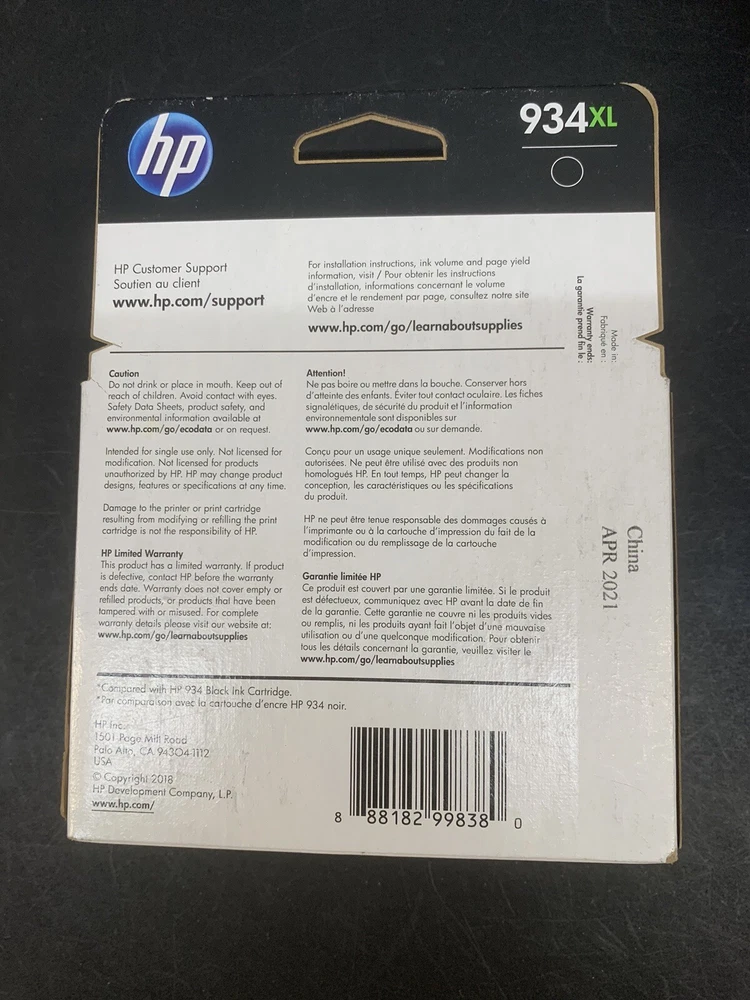 hp
934XL
HP Customer Support
Soutien au client
www.hp.com/support
For installation instructions, ink volume and page yield
information, visit / Pour obtenir les instructions
d'installation, informations concernant le volume
d'encre et le rendement par page, consultez notre site
Web à l'adresse
www.hp.com/go/learnaboutsupplies
Made in:
Fabriqué en :
Warranty ends:
La garantie prend fin le :
China
APR 2021
Caution
Do not drink or place in mouth. Keep out of
reach of children. Avoid contact with eyes.
Safety Data Sheets, product safety, and
environmental information available at
www.hp.com/go/ecodata or on request.
Intended for single use only. Not licensed for
modification. Not licensed for products
unauthorized by HP. HP may change product
designs, features or specifications at any time.
Damage to the printer or print cartridge
resulting from modifying or refilling the print
cartridge is not the responsibility of HP.
HP Limited Warranty
This product has a limited warranty. If product
is defective, contact HP before the warranty
ends date. Warranty does not cover empty or
refilled products, or products that have been
tampered with or misused. For complete
warranty details please visit our website at:
www.hp.com/go/learnaboutsupplies
Attention!
Ne pas boire ou mettre dans la bouche. Conserver hors
d'atteinte des enfants. Éviter tout contact oculaire. Les fiches
signalétiques, de sécurité du produit et l'information
environnementale sont disponibles sur
www.hp.com/go/ecodata ou sur demande.
Conçu pour un usage unique seulement. Modifications non
autorisées. Ne peut être utilisé avec des produits non
homologués HP. En tout temps, HP peut changer la
conception, les caractéristiques ou les spécifications
du produit.
HP ne peut être tenue responsable des dommages causés à
l'imprimante ou à la cartouche d'impression du fait de la
modification ou du remplissage de la cartouche
d'impression.
Garantie limitée HP
Ce produit est couvert par une garantie limitée. Si le produit
est défectueux, communiquez avec HP avant la date de fin
de la garantie. Cette garantie ne couvre ni les produits vides
ou remplis, ni les produits ayant fait l'objet d'une mauvaise
utilisation ou d'une quelconque modification. Pour obtenir
tous les détails concernant la garantie, veuillez visiter le
www.hp.com/go/learnaboutsupplies
*Compared with HP 934 Black Ink Cartridge.
*Par comparaison avec la cartouche d'encre HP 934 noir.
HP Inc.
1501 Page Mill Road
Palo Alto, CA 94304-1112
USA
© Copyright 2018
HP Development Company, L.P.
www.hp.com/
8 88182 99838 0